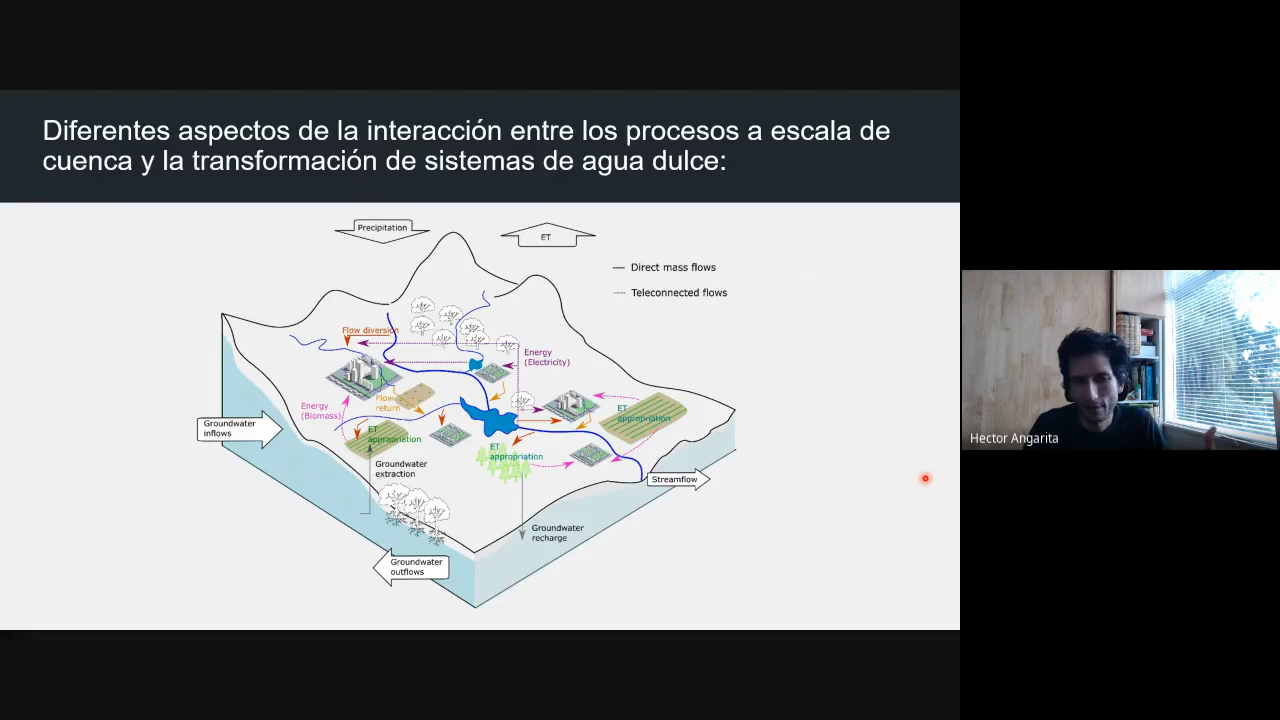 Diferentes aspectos de la interacción entre los procesos a escala de
cuenca y la transformación de sistemas de agua dulce:
Precipitation
ET
Direct mass flows
Teleconnected flows
Flow diversion
Energy
(Electricity)
Energy
(Biomass)
Flow
return
ET
appropriation
ET
appropriation
ET
appropriation
Groundwater
inflows
Groundwater
extraction
Streamflow
Groundwater
recharge
Groundwater
outflows
Hector Angarita